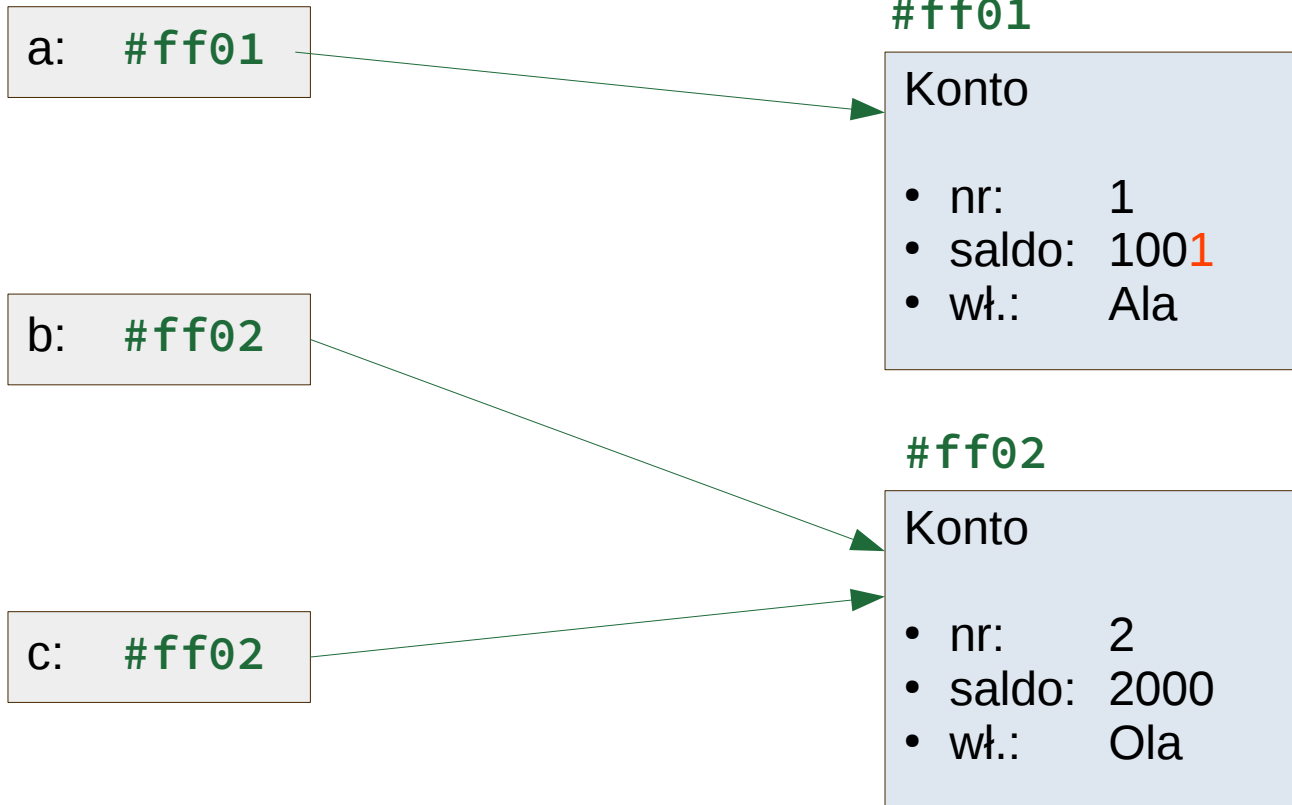 a: #ff01
#ff01
Konto
• nr: 1
• saldo: 1001
• wł.: Ala
b: #ff02
#ff02
Konto
• nr: 2
• saldo: 2000
• wł.: Ola
c: #ff02